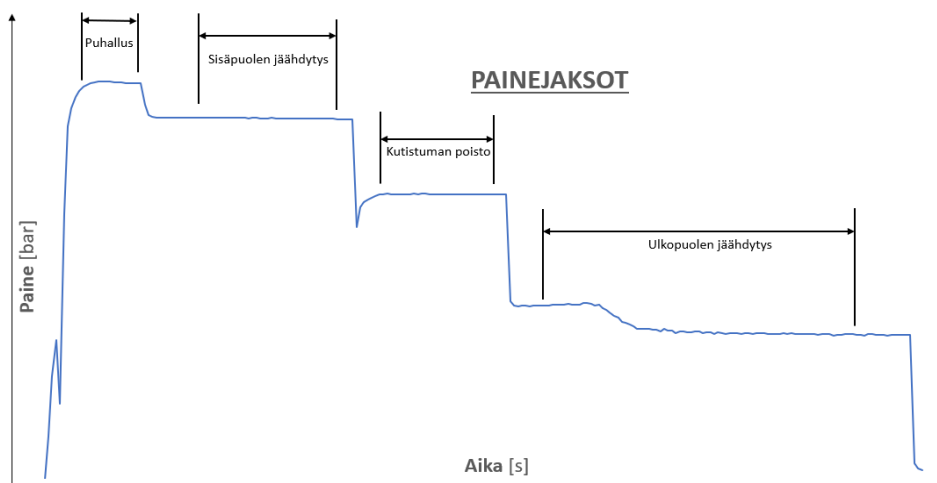 Puhallus
Sisäpuolen jäähdytys
PAINEJAKSOT
Kutistuman poisto
Ulkopuolen jäähdytys
Paine [bar]
Aika [s]